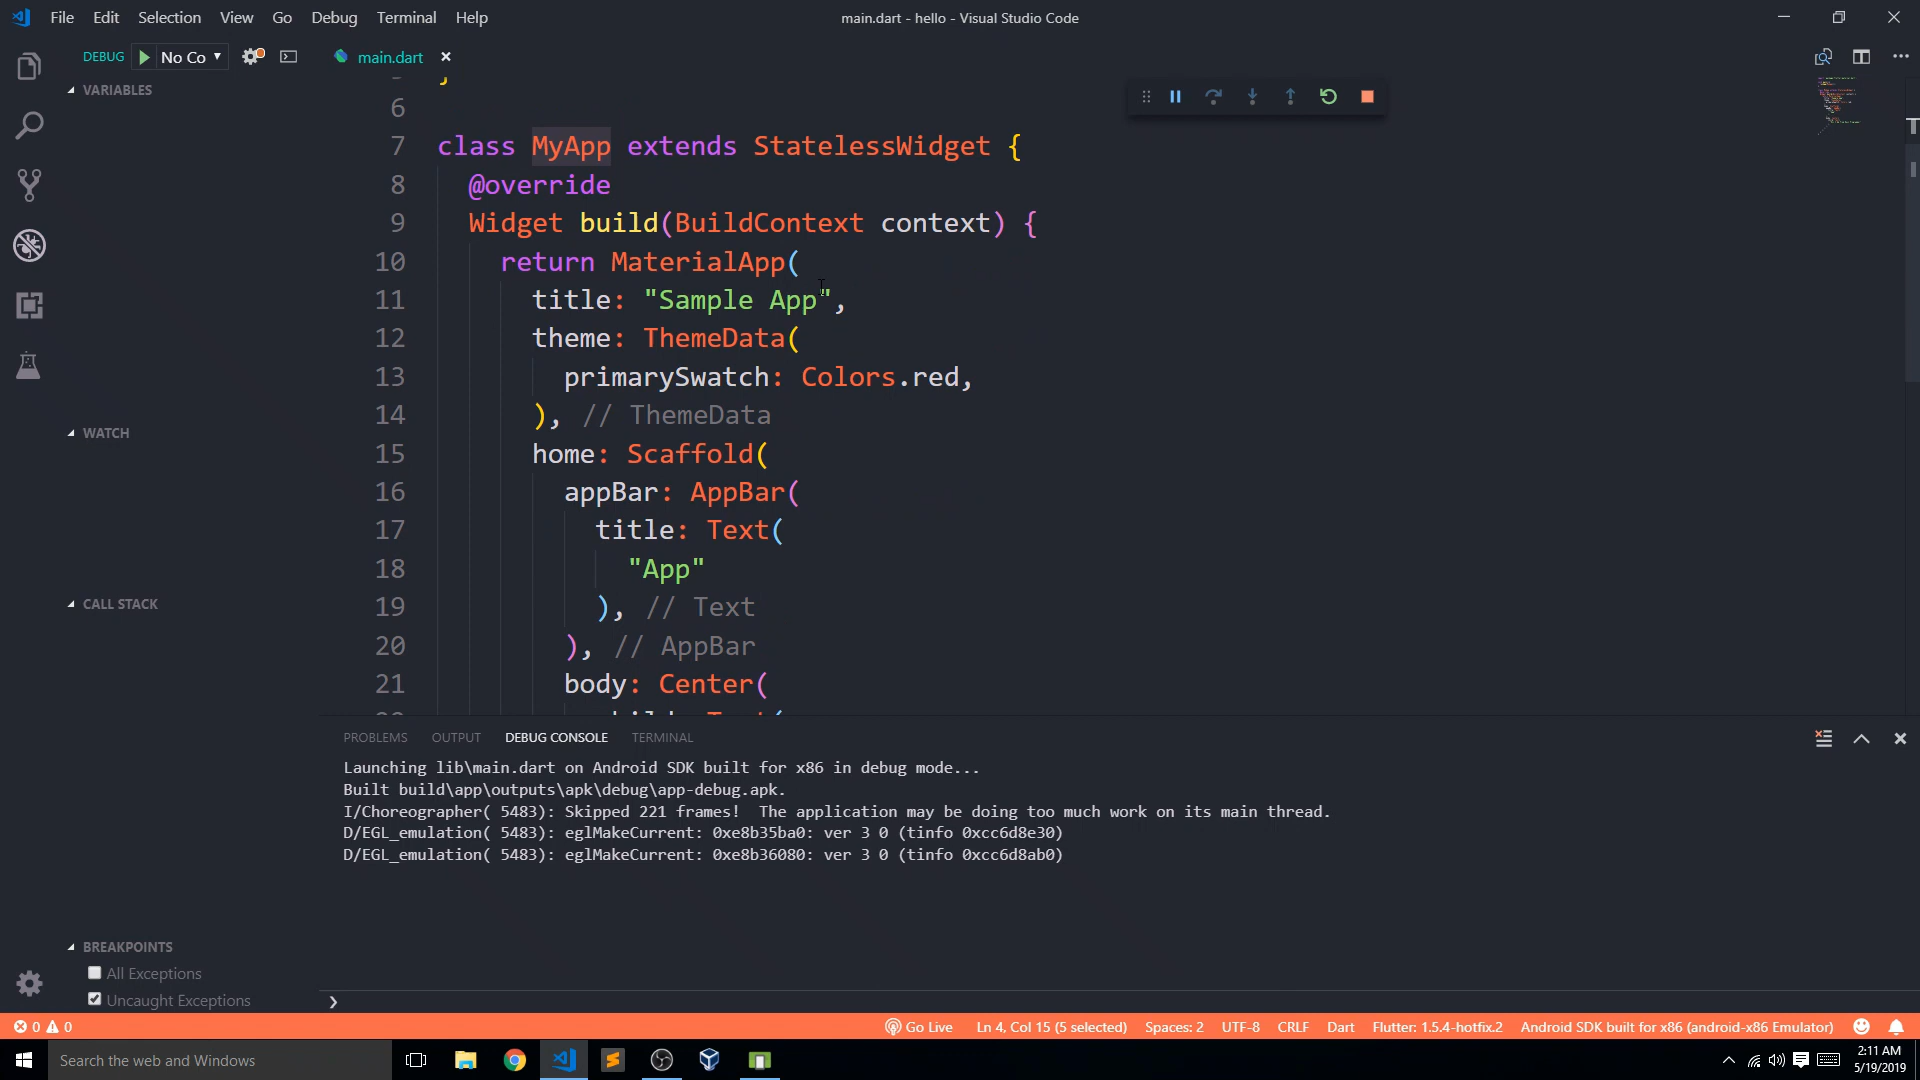 File Edit Selection View Go Debug Terminal Help
main.dart - hello - Visual Studio Code
DEBUG No Co
main.dart
VARIABLES
WATCH
CALL STACK
BREAKPOINTS
All Exceptions
Uncaught Exceptions
6
7 class MyApp extends StatelessWidget {
8 @override
9 Widget build(BuildContext context) {
10 return MaterialApp(
11 title: "Sample App",
12 theme: ThemeData(
13 primarySwatch: Colors.red,
14 ), // ThemeData
15 home: Scaffold(
16 appBar: AppBar(
17 title: Text(
18 "App"
19 ), // Text
20 ), // AppBar
21 body: Center(
PROBLEMS OUTPUT DEBUG CONSOLE TERMINAL
Launching lib\main.dart on Android SDK built for x86 in debug mode...
Built build\app\outputs\apk\debug\app-debug.apk.
I/Choreographer( 5483): Skipped 221 frames!  The application may be doing too much work on its main thread.
D/EGL_emulation( 5483): eglMakeCurrent: 0xe8b35ba0: ver 3 0 (tinfo 0xcc6d8e30)
D/EGL_emulation( 5483): eglMakeCurrent: 0xe8b36080: ver 3 0 (tinfo 0xcc6d8ab0)
0 0 Go Live Ln 4, Col 15 (5 selected) Spaces: 2 UTF-8 CRLF Dart Flutter: 1.5.4-hotfix.2 Android SDK built for x86 (android-x86 Emulator)
Search the web and Windows
2:11 AM
5/19/2019